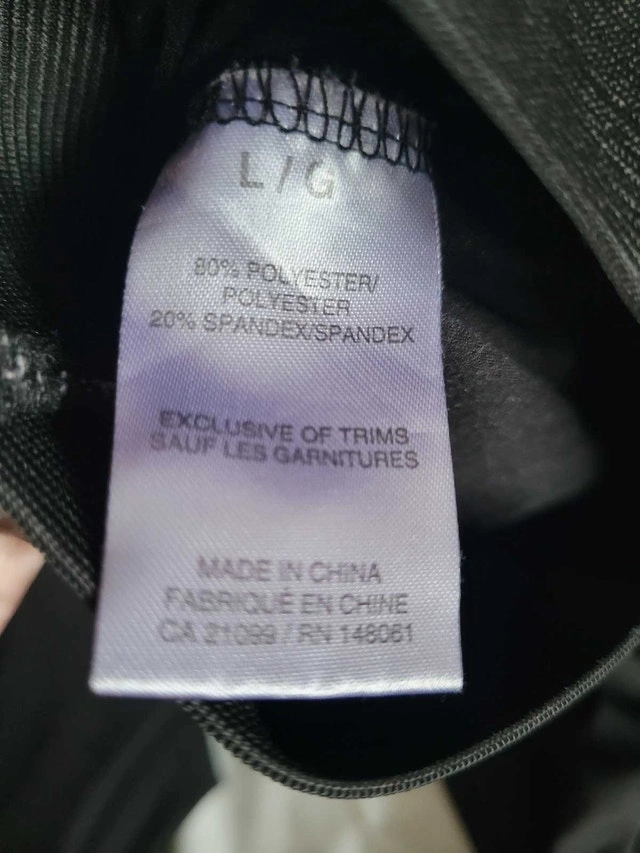 L / G
80% POLYESTER/
POLYESTER
20% SPANDEX/SPANDEX
EXCLUSIVE OF TRIMS
SAUF LES GARNITURES
MADE IN CHINA
FABRIQUÉ EN CHINE
CA 21099 / RN 148061